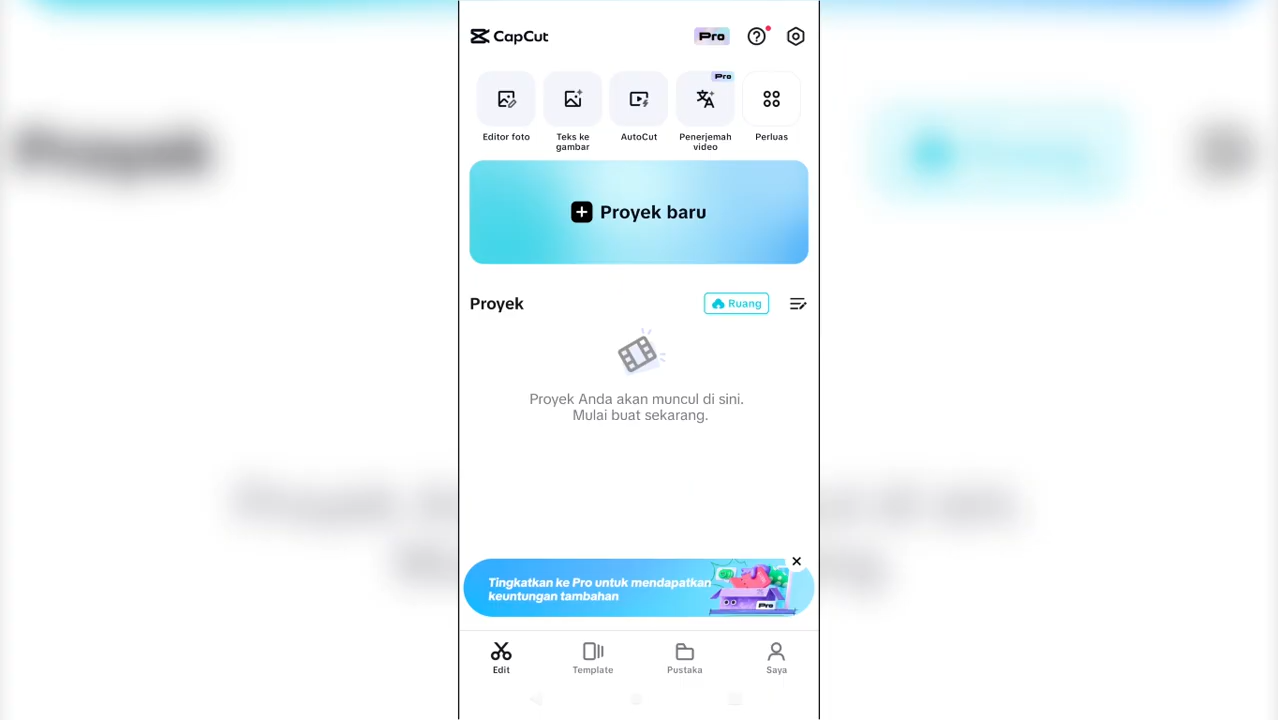 CapCut
Pro
Pro
Editor foto
Teks ke
gambar
AutoCut
Penerjemah
video
Perluas
Proyek baru
Proyek
Ruang
Proyek Anda akan muncul di sini.
Mulai buat sekarang.
Tingkatkan ke Pro untuk mendapatkan
keuntungan tambahan
Pro
Edit
Template
Pustaka
Saya